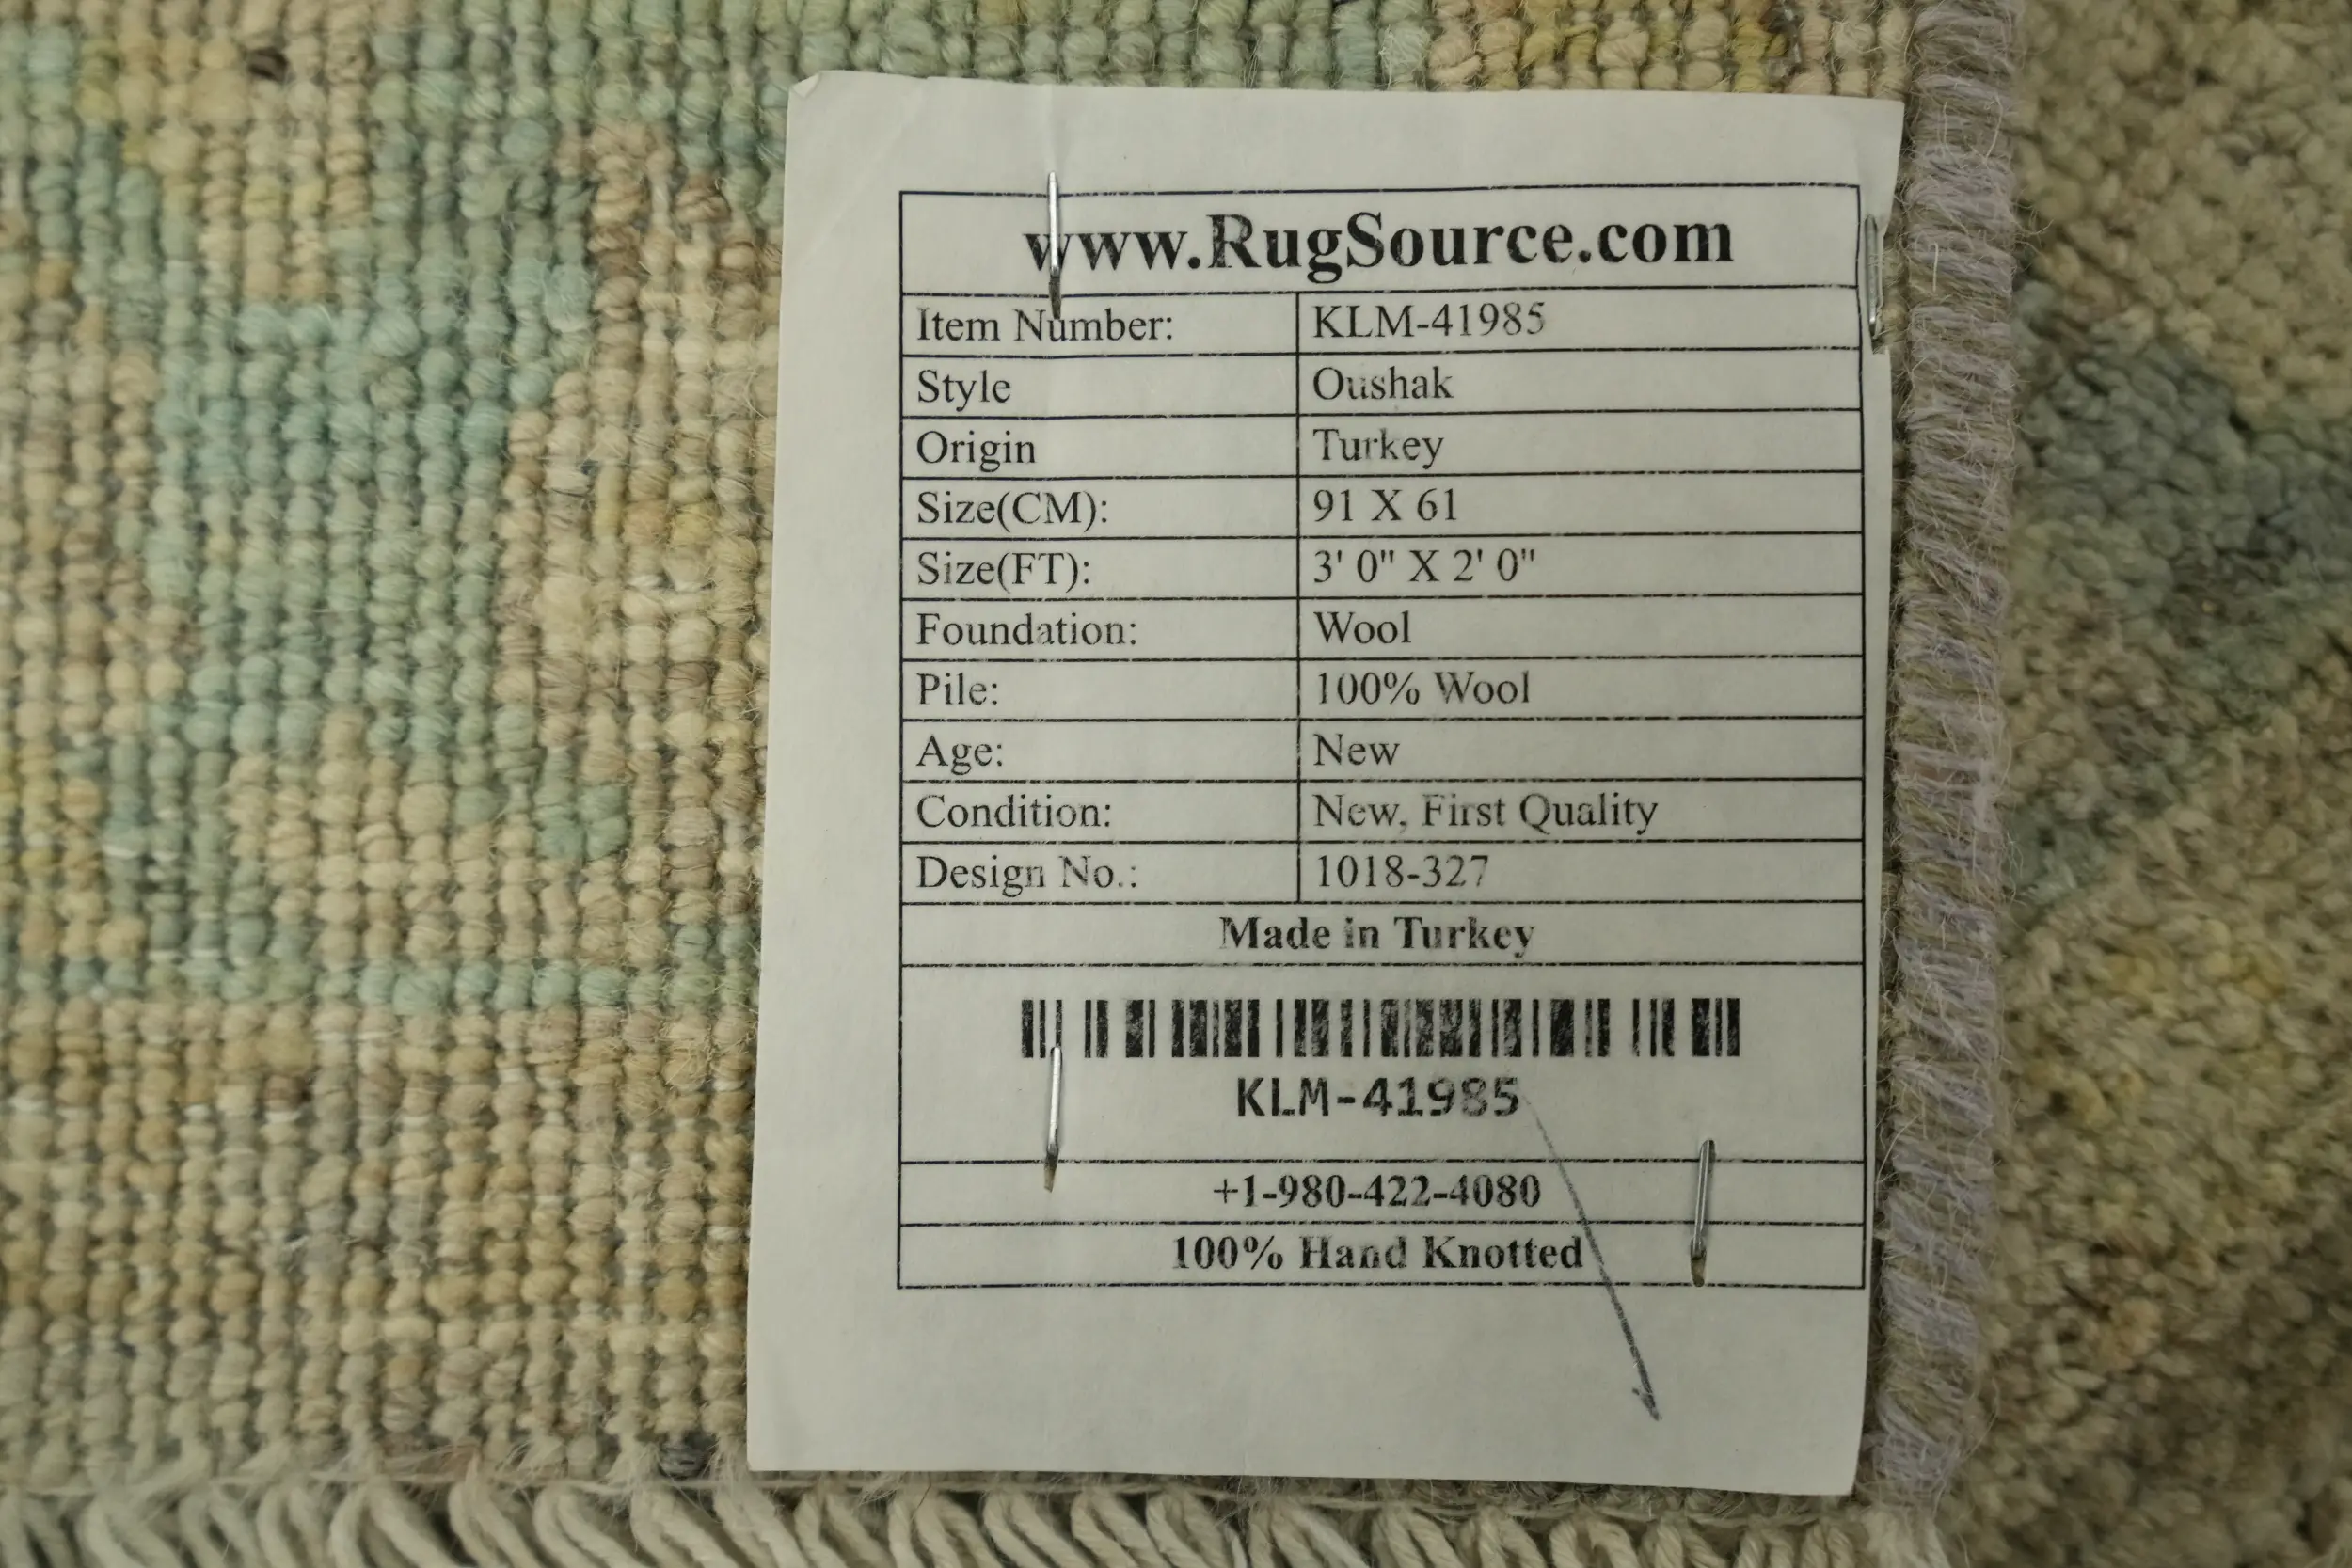 www.RugSource.com
Item Number: KLM-41985
Style Oushak
Origin Turkey
Size(CM): 91 X 61
Size(FT): 3' 0" X 2' 0"
Foundation: Wool
Pile: 100% Wool
Age: New
Condition: New, First Quality
Design No.: 1018-327
Made in Turkey
KLM-41985
+1-980-422-4080
100% Hand Knotted